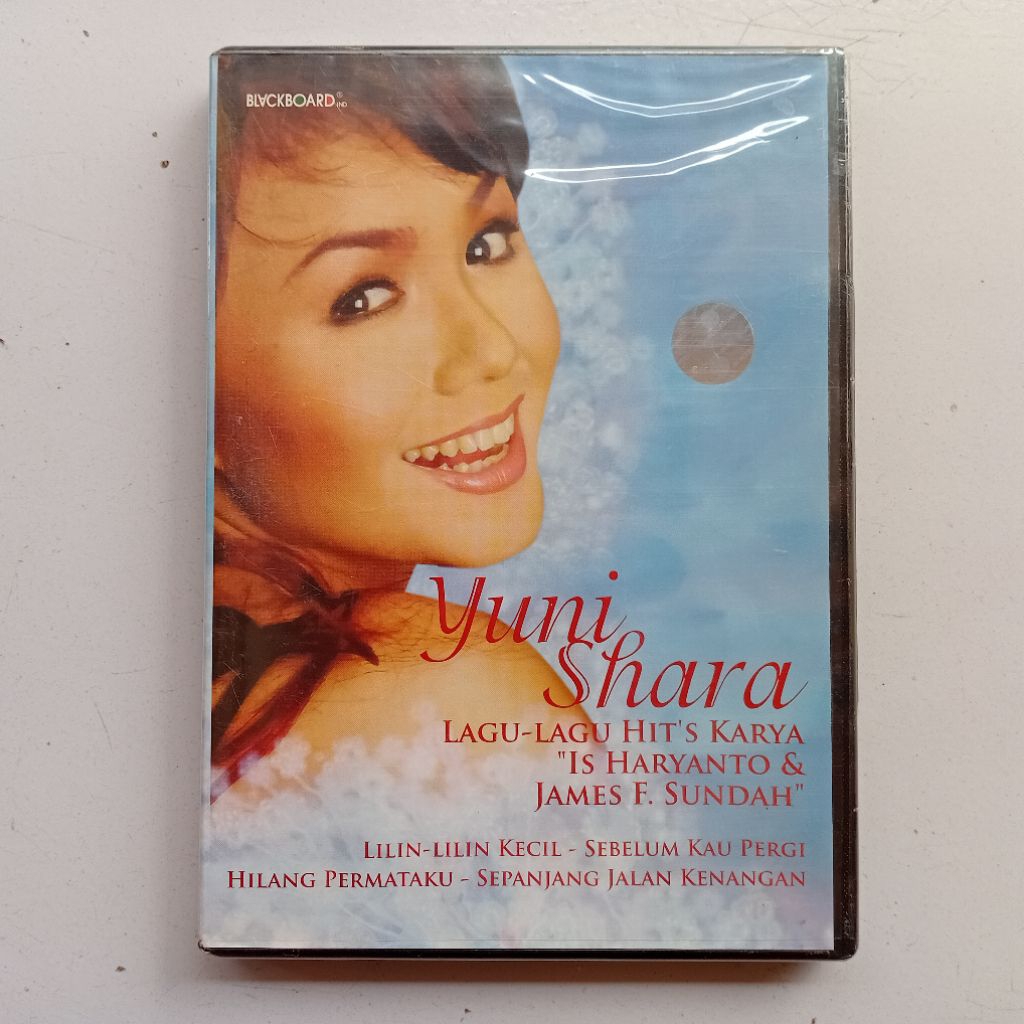 BLACKBOARD® IND
Yuni
Shara
LAGU-LAGU HIT'S KARYA
"IS HARYANTO &
JAMES F. SUNDAH"
LILIN-LILIN KECIL - SEBELUM KAU PERGI
HILANG PERMATAKU - SEPANJANG JALAN KENANGAN